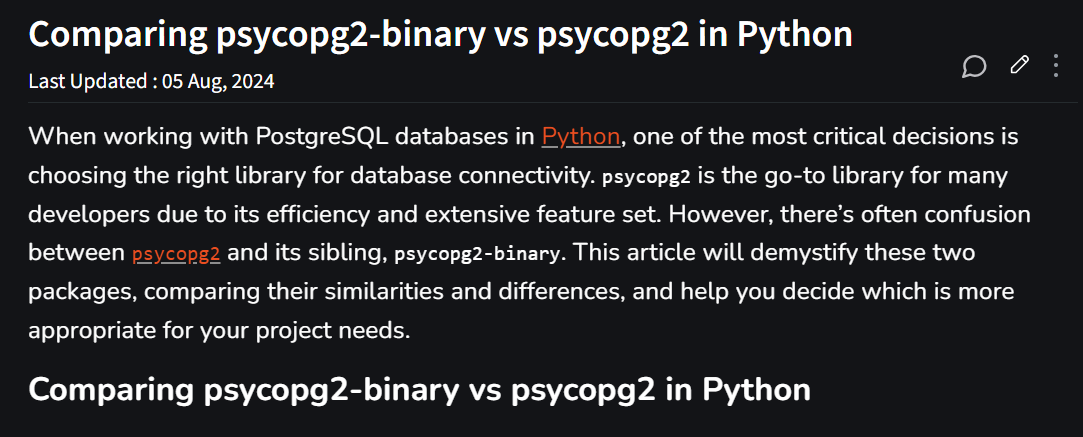 Comparing psycopg2-binary vs psycopg2 in Python
Last Updated : 05 Aug, 2024
When working with PostgreSQL databases in Python, one of the most critical decisions is
choosing the right library for database connectivity. psycopg2 is the go-to library for many
developers due to its efficiency and extensive feature set. However, there’s often confusion
between psycopg2 and its sibling, psycopg2-binary. This article will demystify these two
packages, comparing their similarities and differences, and help you decide which is more
appropriate for your project needs.
Comparing psycopg2-binary vs psycopg2 in Python